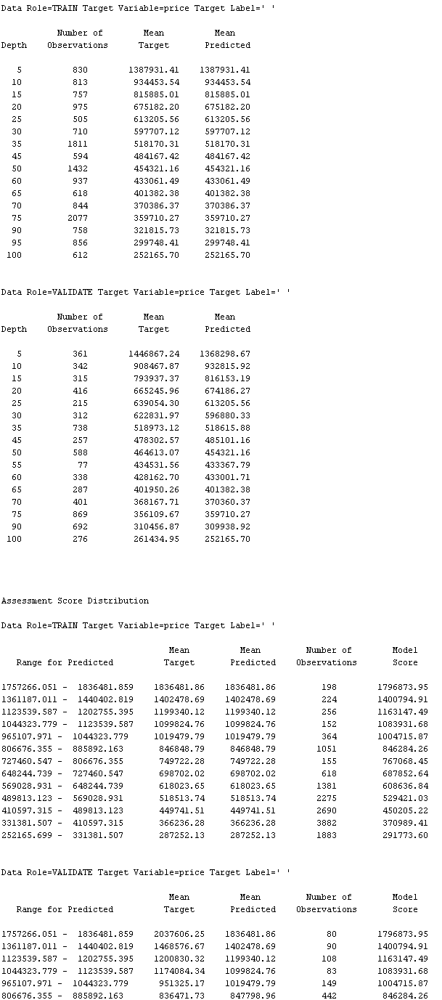 Data Role=TRAIN Target Variable=price Target Label=' '
Number of Mean Mean
Depth Observations Target Predicted
5 830 1387931.41 1387931.41
10 813 934453.54 934453.54
15 757 815885.01 815885.01
20 975 675182.20 675182.20
25 505 613205.56 613205.56
30 710 597707.12 597707.12
35 1811 518170.31 518170.31
45 594 484167.42 484167.42
50 1432 454321.16 454321.16
60 937 433061.49 433061.49
65 618 401382.38 401382.38
70 844 370386.37 370386.37
75 2077 359710.27 359710.27
90 758 321815.73 321815.73
95 856 299748.41 299748.41
100 612 252165.70 252165.70
Data Role=VALIDATE Target Variable=price Target Label=' '
Number of Mean Mean
Depth Observations Target Predicted
5 361 1446867.24 1368298.67
10 342 908467.87 932815.92
15 315 793937.37 816153.19
20 416 665245.96 674186.27
25 215 639054.30 613205.56
30 312 622831.97 596880.33
35 738 518973.12 518615.88
45 257 478302.57 485101.16
50 588 464613.07 454321.16
55 77 434531.56 433367.79
60 338 428162.70 433001.71
65 287 401950.26 401382.38
70 401 368167.71 370360.37
75 869 356109.67 359710.27
90 692 310456.87 309938.92
100 276 261434.95 252165.70
Assessment Score Distribution
Data Role=TRAIN Target Variable=price Target Label=' '
Mean Mean Number of Model
Range for Predicted Target Predicted Observations Score
1757266.051 - 1836481.859 1836481.86 1836481.86 198 1796873.95
1361187.011 - 1440402.819 1402478.69 1402478.69 224 1400794.91
1123539.587 - 1202755.395 1199340.12 1199340.12 256 1163147.49
1044323.779 - 1123539.587 1099824.76 1099824.76 152 1083931.68
965107.971 - 1044323.779 1019479.79 1019479.79 364 1004715.87
806676.355 - 885892.163 846848.79 846848.79 1051 846284.26
727460.547 - 806676.355 749722.28 749722.28 155 767068.45
648244.739 - 727460.547 698702.02 698702.02 618 687852.64
569028.931 - 648244.739 618023.65 618023.65 1381 608636.84
489813.123 - 569028.931 518513.74 518513.74 2275 529421.03
410597.315 - 489813.123 449741.51 449741.51 2690 450205.22
331381.507 - 410597.315 366236.28 366236.28 3882 370989.41
252165.699 - 331381.507 287252.13 287252.13 1883 291773.60
Data Role=VALIDATE Target Variable=price Target Label=' '
Mean Mean Number of Model
Range for Predicted Target Predicted Observations Score
1757266.051 - 1836481.859 2037606.25 1836481.86 80 1796873.95
1361187.011 - 1440402.819 1468576.67 1402478.69 90 1400794.91
1123539.587 - 1202755.395 1200830.32 1199340.12 108 1163147.49
1044323.779 - 1123539.587 1174084.34 1099824.76 83 1083931.68
965107.971 - 1044323.779 951325.17 1019479.79 149 1004715.87
806676.355 - 885892.163 836471.73 847798.96 442 846284.26